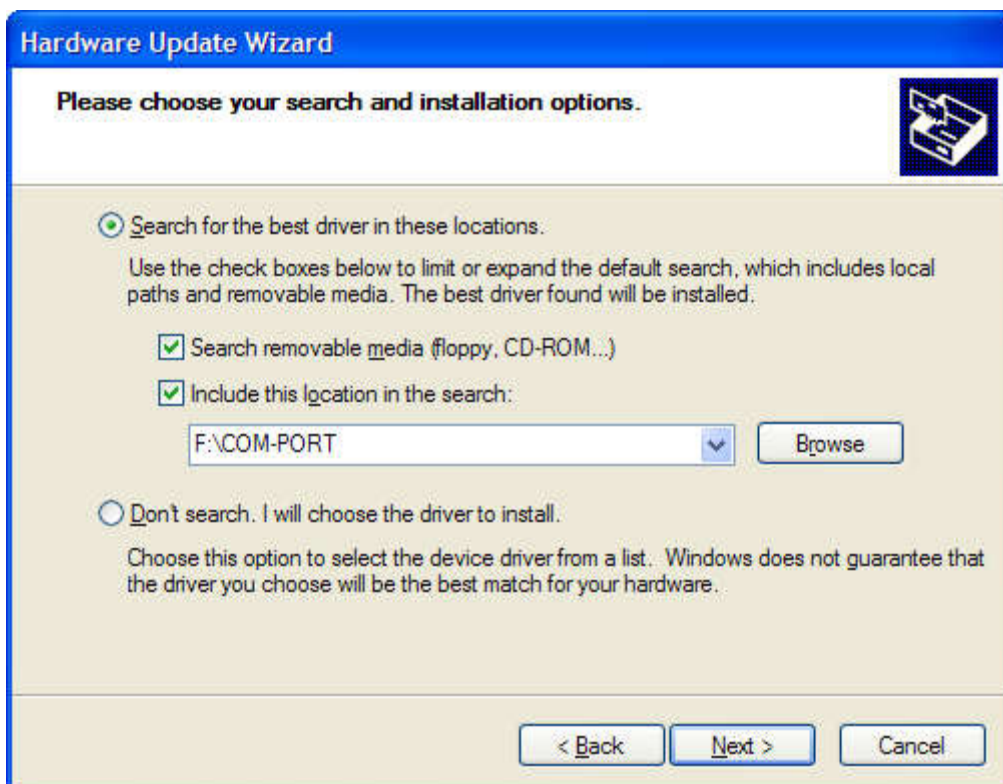 Hardware Update Wizard
Please choose your search and installation options.
Search for the best driver in these locations.
Use the check boxes below to limit or expand the default search, which includes local
paths and removable media. The best driver found will be installed.
Search removable media (floppy, CD-ROM...)
Include this location in the search:
F:\COM-PORT
Browse
Don't search. I will choose the driver to install.
Choose this option to select the device driver from a list. Windows does not guarantee that
the driver you choose will be the best match for your hardware.
< Back Next > Cancel